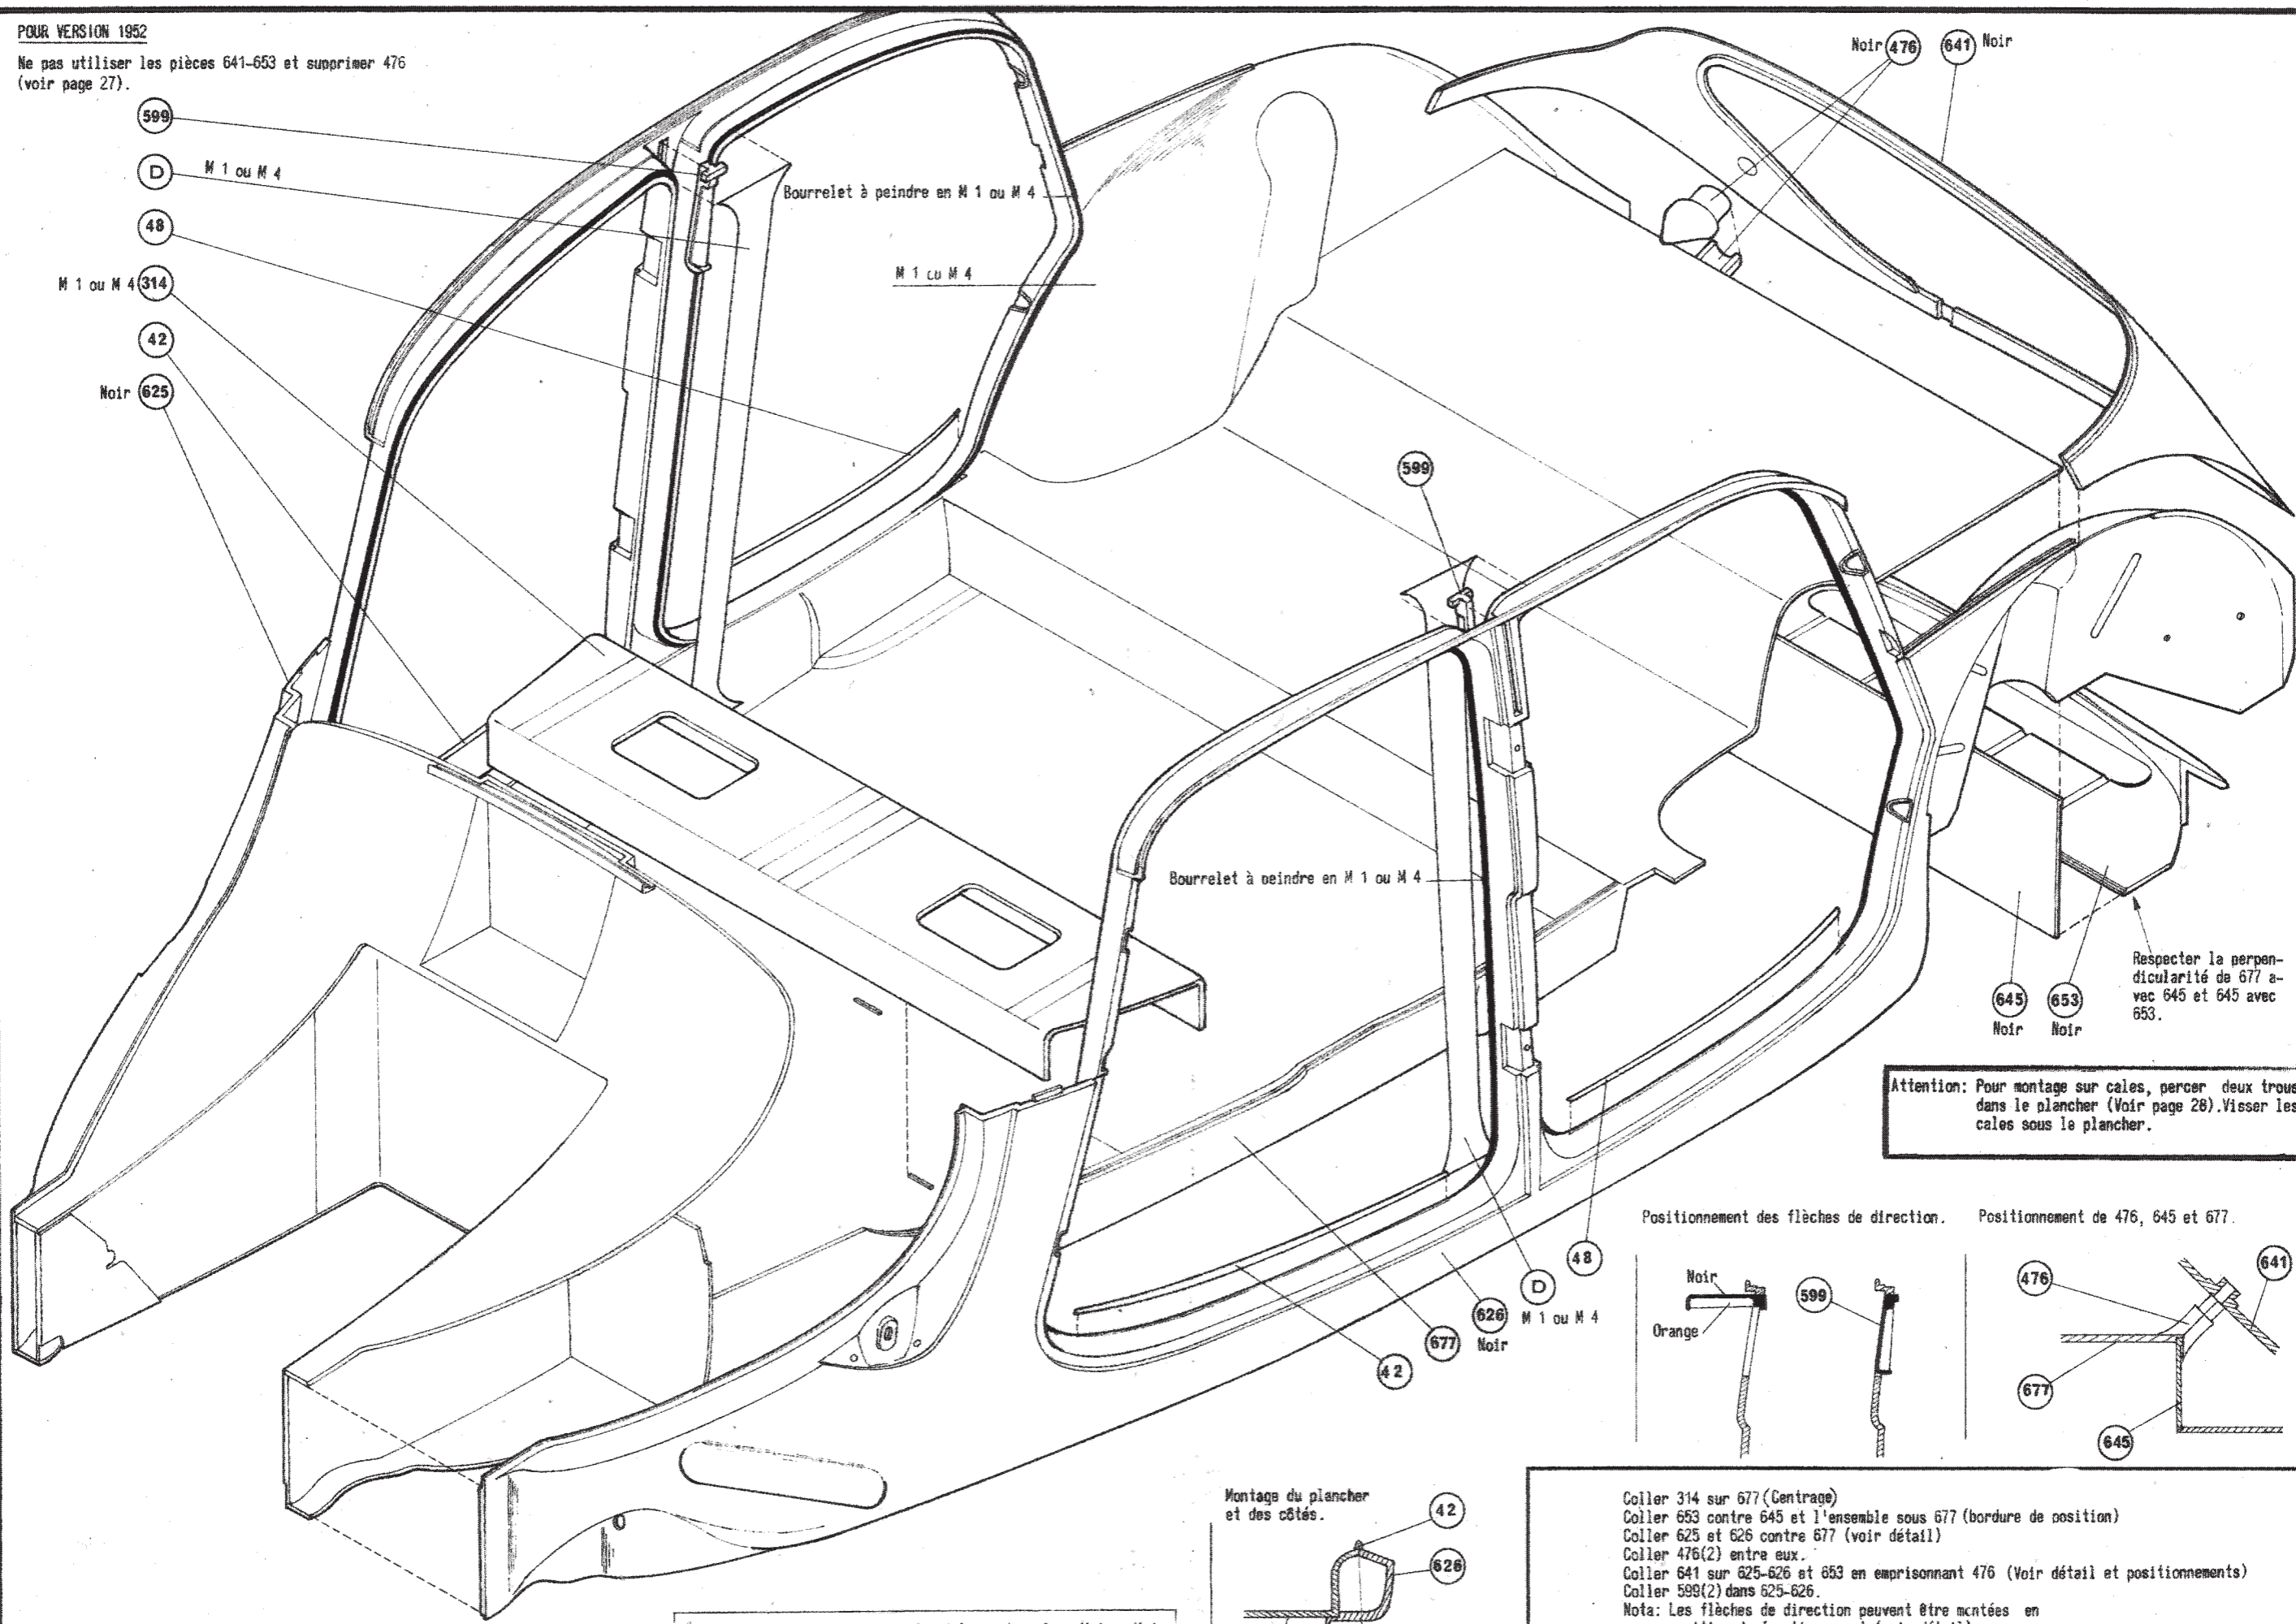 POUR VERSION 1952
Ne pas utiliser les pièces 641-653 et supprimer 476
(voir page 27).
599
D M 1 ou M 4
48
M 1 ou M 4 314
42
Noir 625
Bourrelet à peindre en M 1 ou M 4
M 1 ou M 4
Noir 476 641 Noir
599
Bourrelet à peindre en M 1 ou M 4
645 653
Noir Noir
Respecter la perpen-
dicularité de 677 a-
vec 645 et 645 avec
653.
Attention: Pour montage sur cales, percer deux trous
dans le plancher (Voir page 28).Visser les
cales sous le plancher.
48
D
M 1 ou M 4
626
Noir
677
42
Positionnement des flèches de direction.
Noir
Orange
599
Positionnement de 476, 645 et 677.
476
641
677
645
Montage du plancher
et des côtés.
42
626
Coller 314 sur 677(Centrage)
Coller 653 contre 645 et l'ensemble sous 677 (bordure de position)
Coller 625 et 626 contre 677 (voir détail)
Coller 476(2) entre eux.
Coller 641 sur 625-626 et 653 en emprisonnant 476 (Voir détail et positionnements)
Coller 599(2) dans 625-626.
Nota: Les flèches de direction peuvent être montées en